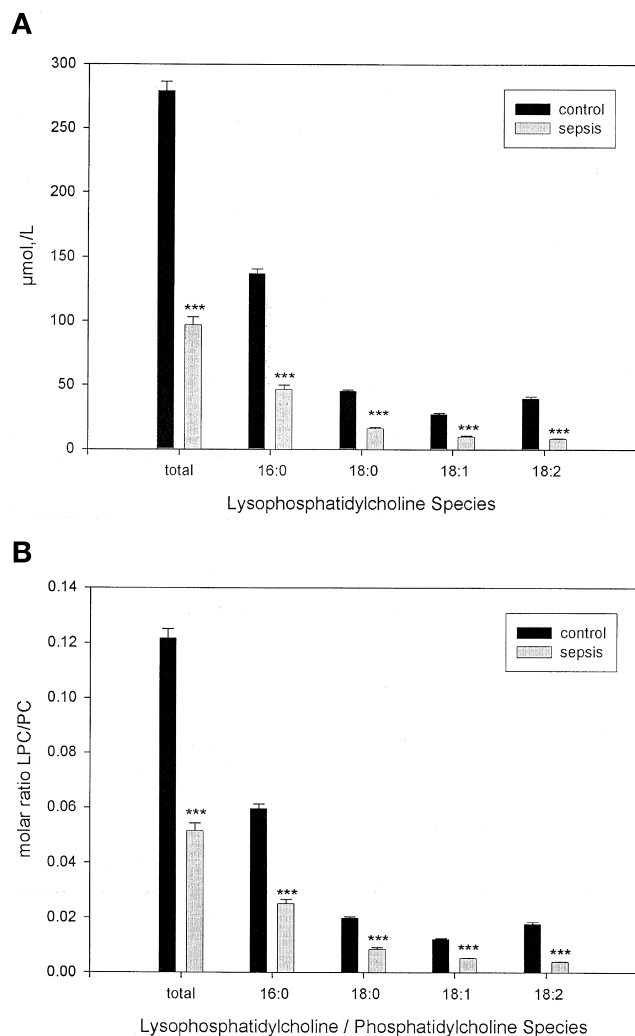 A
300
250
200
150
100
50
0
µmol,/L
control
sepsis
***
***
***
***
***
total 16:0 18:0 18:1 18:2
Lysophosphatidylcholine Species
B
0.14
0.12
0.10
0.08
0.06
0.04
0.02
0.00
molar ratio LPC/PC
control
sepsis
***
***
***
***
***
total 16:0 18:0 18:1 18:2
Lysophosphatidylcholine / Phosphatidylcholine Species